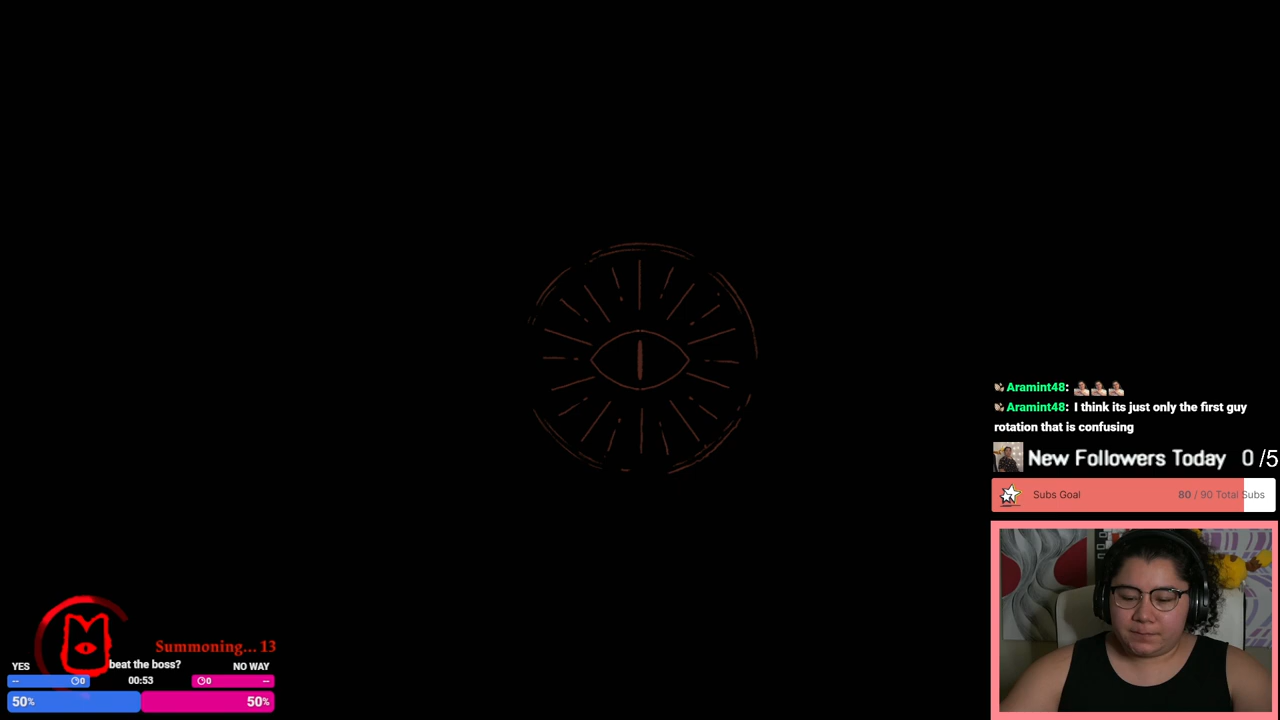 Aramint48:
Aramint48: I think its just only the first guy
rotation that is confusing
New Followers Today 0 /5
Subs Goal 80 / 90 Total Subs
Summoning... 13
beat the boss?
YES NO WAY
-- 0 00:53 0 --
50% 50%